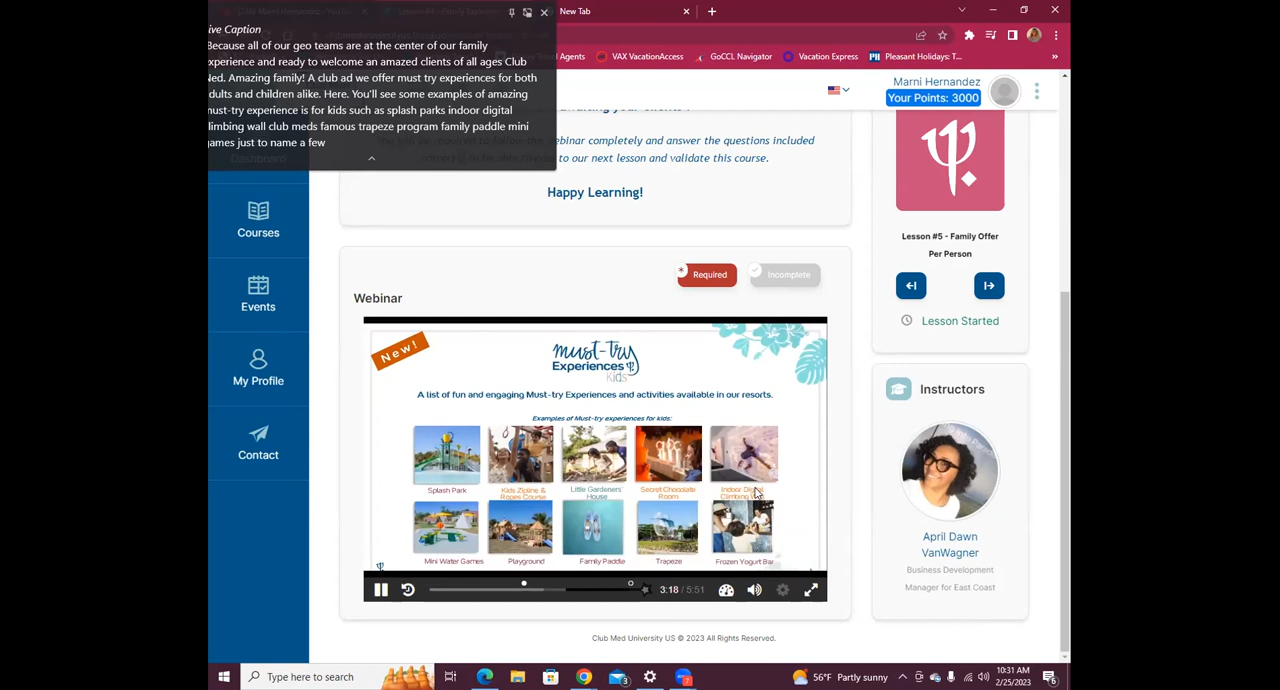 New Tab
ive Caption
Because all of our geo teams are at the center of our family
experience and ready to welcome an amazed clients of all ages Club
Med. Amazing family! A club ad we offer must try experiences for both
dults and children alike. Here. You'll see some examples of amazing
must-try experience is for kids such as splash parks indoor digital
limbing wall club meds famous trapeze program family paddle mini
games just to name a few
Agents
VAX VacationAccess
GoCCL Connect
Vacation Express
Pleasant Holidays: T...
Marni Hernandez
Your Points: 3000
Dashboard
Courses
Events
My Profile
Contact
webinar completely and answer the questions included
to our next lesson and validate this course.
Happy Learning!
Required
Incomplete
Webinar
New!
must-try
Experiences
Kids
A list of fun and engaging Must-try Experiences and activities available in our resorts.
Examples of Must-try experiences for kids:
Splash Park
Kids Zipline &
Ropes Course
Little Gardeners'
House
Secret Chocolate
Room
Indoor Digital
Climbing
Mini Water Games
Playground
Family Paddle
Trapeze
Frozen Yogurt Bar
3:18 / 5:51
Lesson #5 - Family Offer
Per Person
Lesson Started
Instructors
April Dawn
VanWagner
Business Development
Manager for East Coast
Club Med University US © 2023 All Rights Reserved.
Type here to search
3
7
56°F Partly sunny
10:31 AM
2/25/2023
6